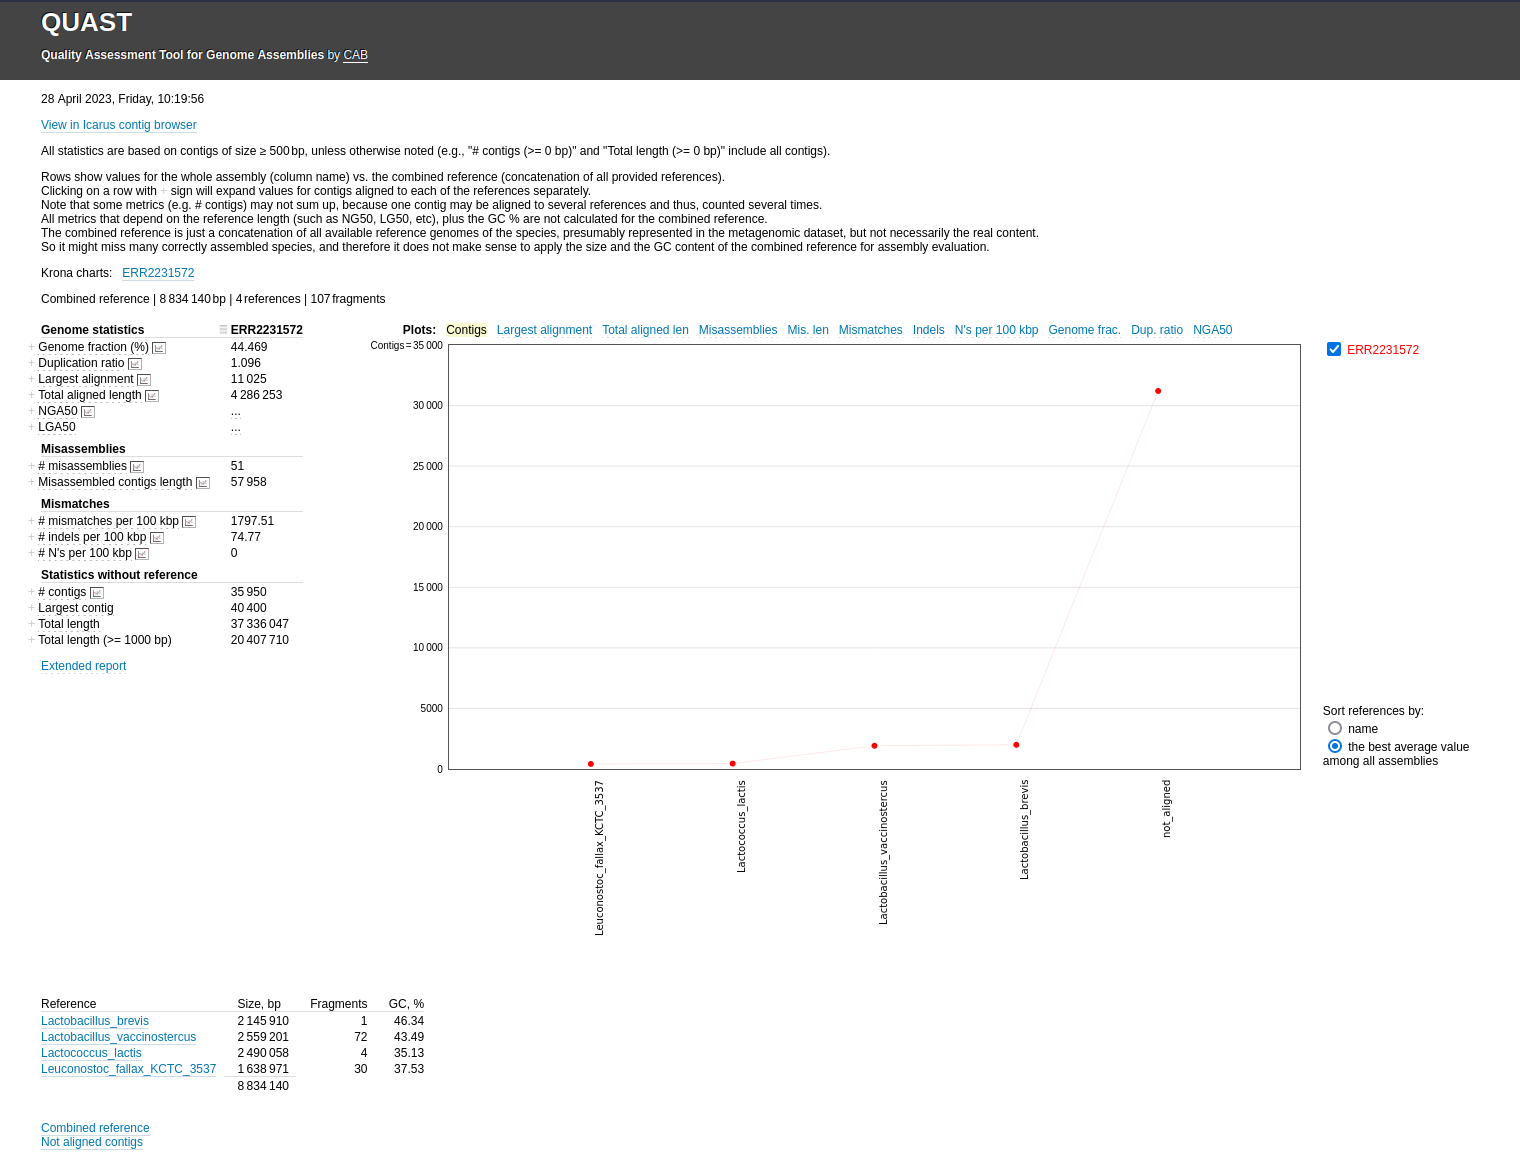 QUAST
Quality Assessment Tool for Genome Assemblies by CAB
28 April 2023, Friday, 10:19:56
View in Icarus contig browser
All statistics are based on contigs of size ≥ 500 bp, unless otherwise noted (e.g., "# contigs (>= 0 bp)" and "Total length (>= 0 bp)" include all contigs).
Rows show values for the whole assembly (column name) vs. the combined reference (concatenation of all provided references).
Clicking on a row with + sign will expand values for contigs aligned to each of the references separately.
Note that some metrics (e.g. # contigs) may not sum up, because one contig may be aligned to several references and thus, counted several times.
All metrics that depend on the reference length (such as NG50, LG50, etc), plus the GC % are not calculated for the combined reference.
The combined reference is just a concatenation of all available reference genomes of the species, presumably represented in the metagenomic dataset, but not necessarily the real content.
So it might miss many correctly assembled species, and therefore it does not make sense to apply the size and the GC content of the combined reference for assembly evaluation.
Krona charts: ERR2231572
Combined reference | 8 834 140 bp | 4 references | 107 fragments
Genome statistics ERR2231572
+ Genome fraction (%) 44.469
+ Duplication ratio 1.096
+ Largest alignment 11 025
+ Total aligned length 4 286 253
+ NGA50 ...
+ LGA50 ...
Misassemblies
+ # misassemblies 51
+ Misassembled contigs length 57 958
Mismatches
+ # mismatches per 100 kbp 1797.51
+ # indels per 100 kbp 74.77
+ # N's per 100 kbp 0
Statistics without reference
+ # contigs 35 950
+ Largest contig 40 400
+ Total length 37 336 047
+ Total length (>= 1000 bp) 20 407 710
Extended report
Plots: Contigs Largest alignment Total aligned len Misassemblies Mis. len Mismatches Indels N's per 100 kbp Genome frac. Dup. ratio NGA50
Contigs = 35 000
30 000
25 000
20 000
15 000
10 000
5000
0
Leuconostoc_fallax_KCTC_3537
Lactococcus_lactis
Lactobacillus_vaccinostercus
Lactobacillus_brevis
not_aligned
ERR2231572
Sort references by:
name
the best average value
among all assemblies
Reference Size, bp Fragments GC, %
Lactobacillus_brevis 2 145 910 1 46.34
Lactobacillus_vaccinostercus 2 559 201 72 43.49
Lactococcus_lactis 2 490 058 4 35.13
Leuconostoc_fallax_KCTC_3537 1 638 971 30 37.53
8 834 140
Combined reference
Not aligned contigs